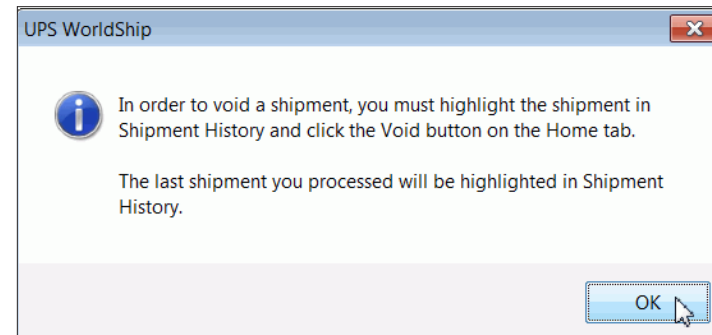 UPS WorldShip
In order to void a shipment, you must highlight the shipment in
Shipment History and click the Void button on the Home tab.
The last shipment you processed will be highlighted in Shipment
History.
OK